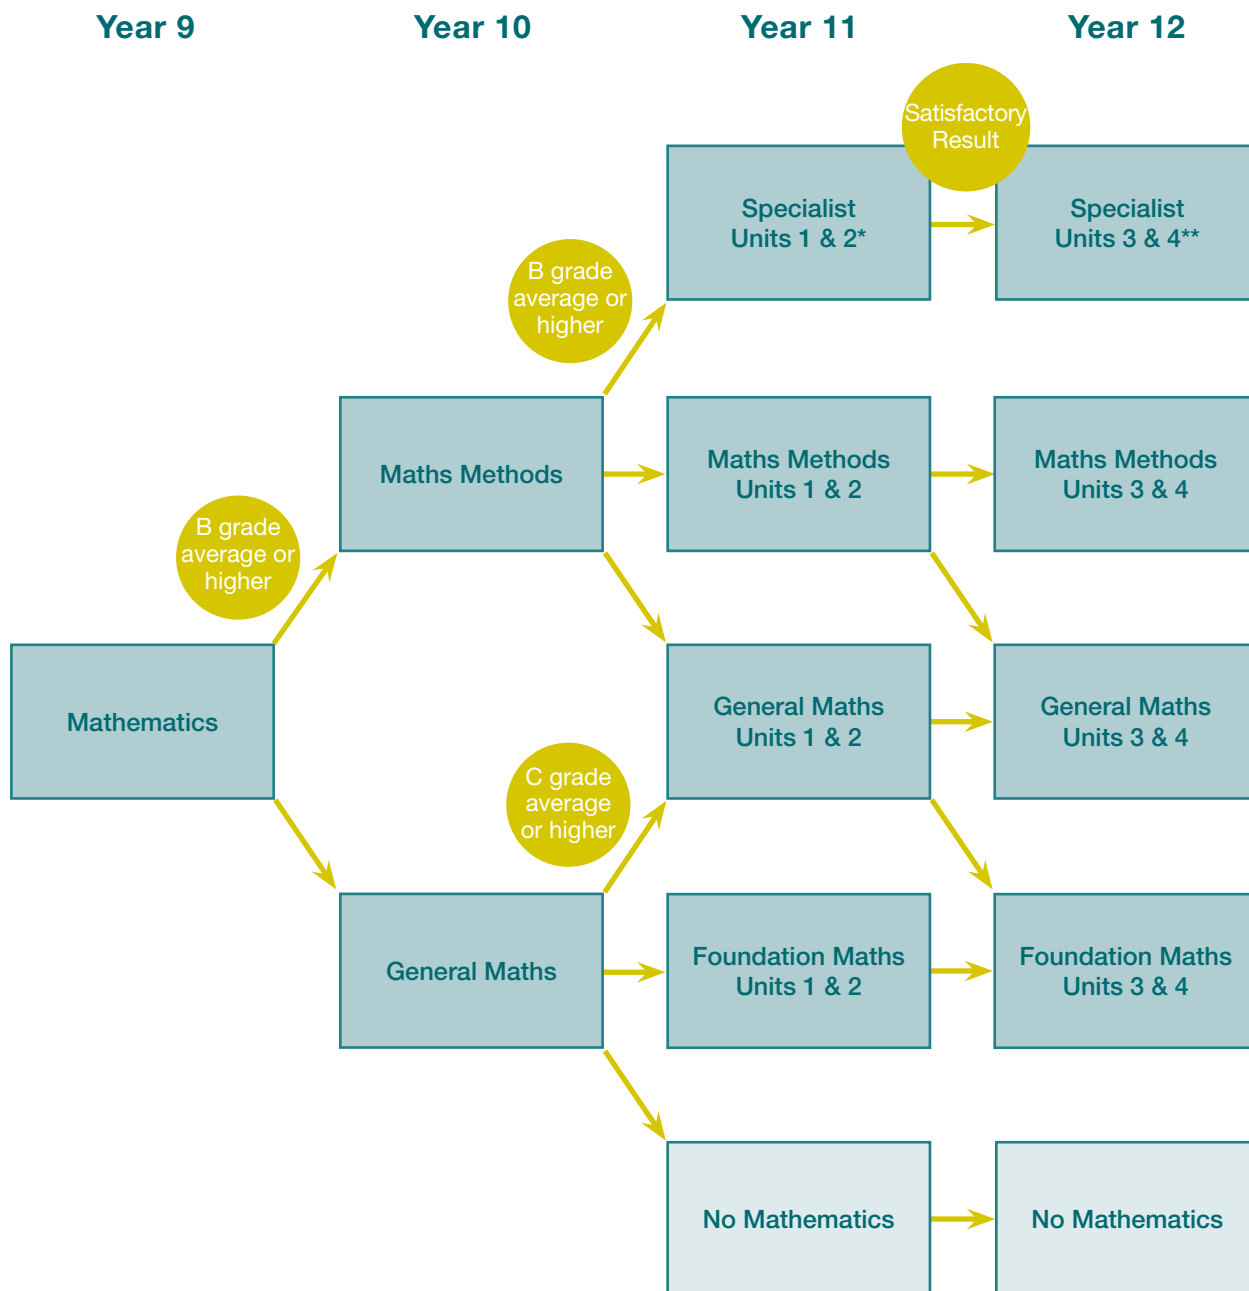 Year 9
Year 10
Year 11
Year 12
Satisfactory
Result
Specialist
Units 1 & 2*
Specialist
Units 3 & 4**
B grade
average or
higher
Maths Methods
Maths Methods
Units 1 & 2
Maths Methods
Units 3 & 4
B grade
average or
higher
Mathematics
General Maths
Units 1 & 2
General Maths
Units 3 & 4
C grade
average
or higher
General Maths
Foundation Maths
Units 1 & 2
Foundation Maths
Units 3 & 4
No Mathematics
No Mathematics